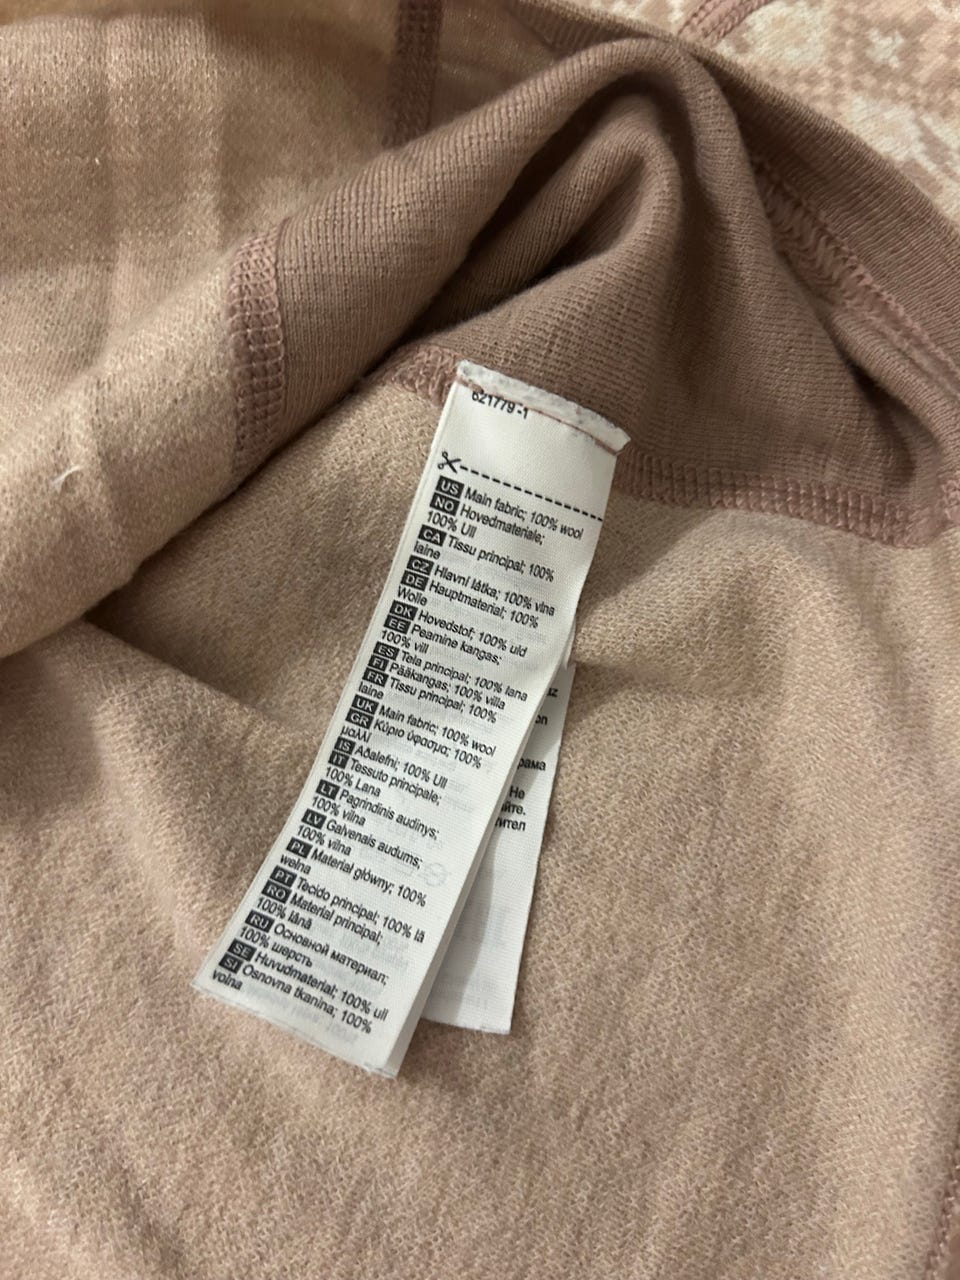 621779-1
US Main fabric; 100% wool
NO Hovedmateriale;
100% Ull
CA Tissu principal; 100%
laine
CZ Hlavní látka; 100% vlna
DE Hauptmaterial; 100%
Wolle
DK Hovedstof; 100% uld
EE Peamine kangas;
100% vill
ES Tela principal; 100% lana
FI Pääkangas; 100% villa
FR Tissu principal; 100%
laine
UK Main fabric; 100% wool
GR Κύριο ύφασμα; 100%
μαλλί
IS Aðalefni; 100% Ull
IT Tessuto principale;
100% Lana
LT Pagrindinis audinys;
100% vilna
LV Galvenais audums;
100% vilna
PL Materiał główny; 100%
wełna
PT Tecido principal; 100% lã
RO Material principal;
100% lână
RU Основной материал;
100% шерсть
SE Huvudmaterial; 100% ull
SI Osnovna tkanina; 100%
volna
Не